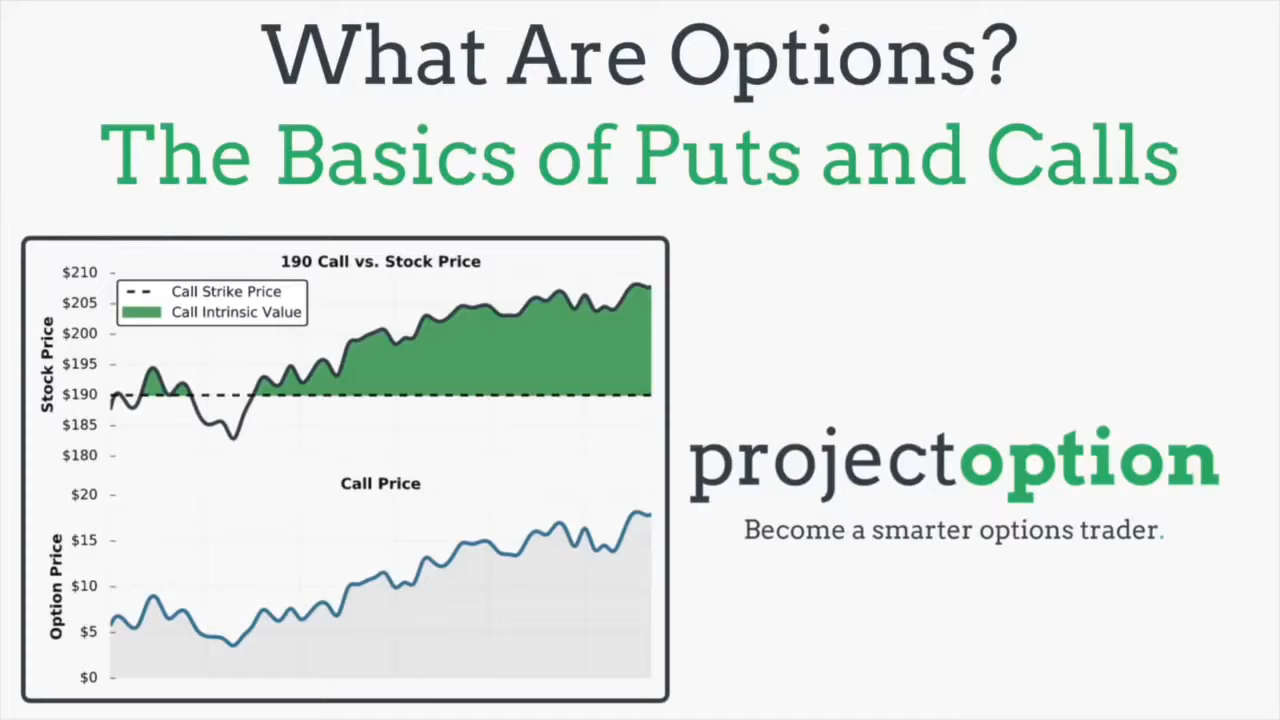 What Are Options?
The Basics of Puts and Calls
190 Call vs. Stock Price
Call Strike Price
Call Intrinsic Value
Stock Price
$210
$205
$200
$195
$190
$185
$180
Call Price
Option Price
$20
$15
$10
$5
$0
projectoption
Become a smarter options trader.